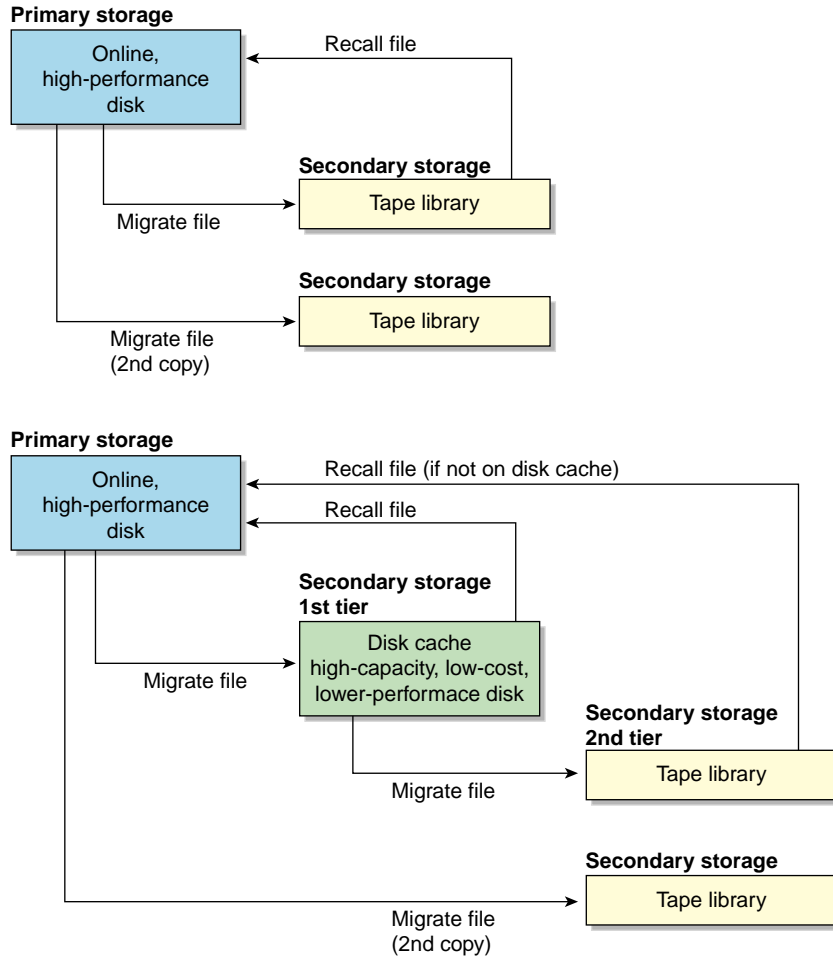 Primary storage
Online,
high-performance
disk
Recall file
Secondary storage
Tape library
Migrate file
Secondary storage
Tape library
Migrate file
(2nd copy)
Primary storage
Online,
high-performance
disk
Recall file (if not on disk cache)
Recall file
Secondary storage
1st tier
Disk cache
high-capacity, low-cost,
lower-performace disk
Migrate file
Secondary storage
2nd tier
Tape library
Migrate file
Secondary storage
Tape library
Migrate file
(2nd copy)